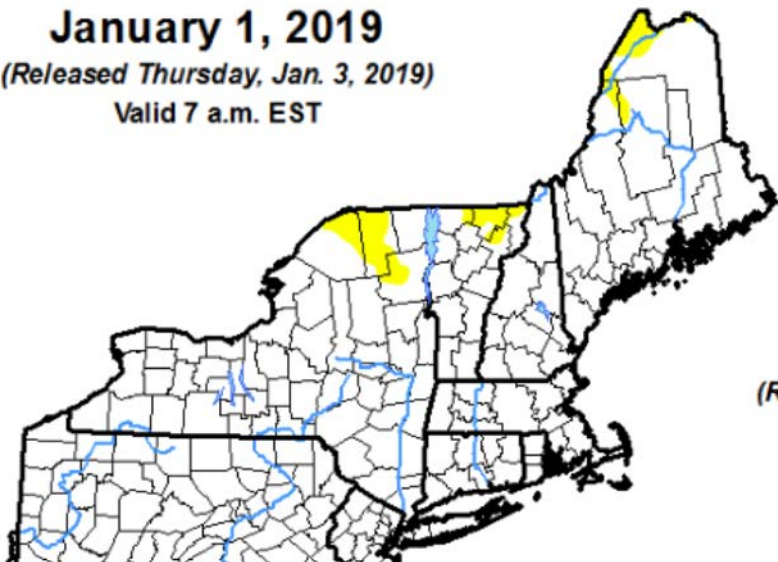 January 1, 2019
(Released Thursday, Jan. 3, 2019)
Valid 7 a.m. EST
(R